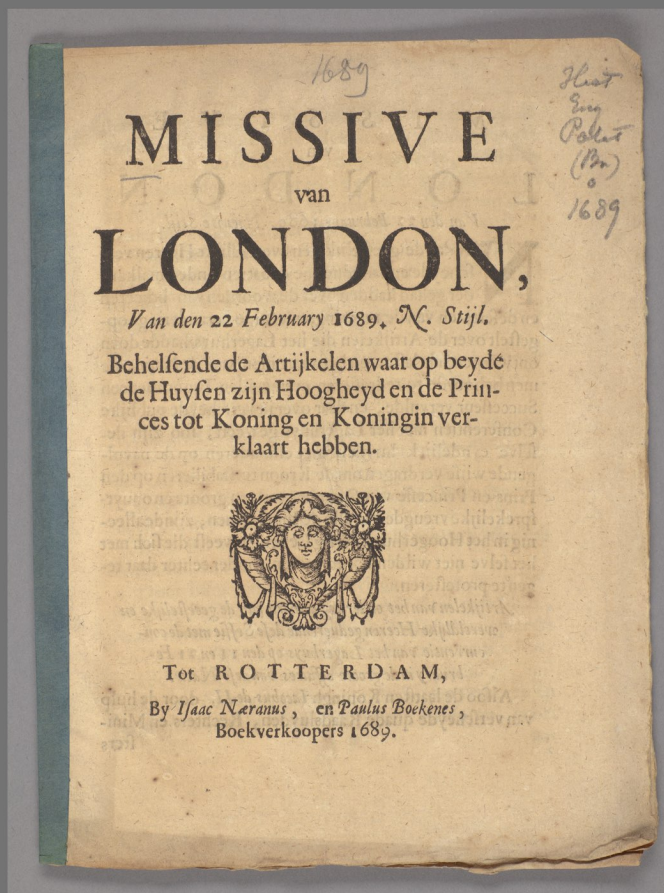 1689
Hist
Eng
1689
MISSIVE
van
LONDON,
Van den 22 February 1689. N. Stijl.
Behelsende de Artijkelen waar op beyde
de Huysen zijn Hoogheyd en de Prin-
ces tot Koning en Koningin ver-
klaart hebben.
Tot ROTTERDAM,
By Isaac Næranus, en Paulus Boekenes,
Boekverkoopers 1689.